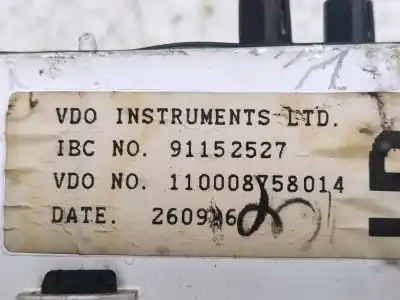 VDO INSTRUMENTS LTD.
IBC NO. 91152527
VDO NO. 110008758014
DATE.